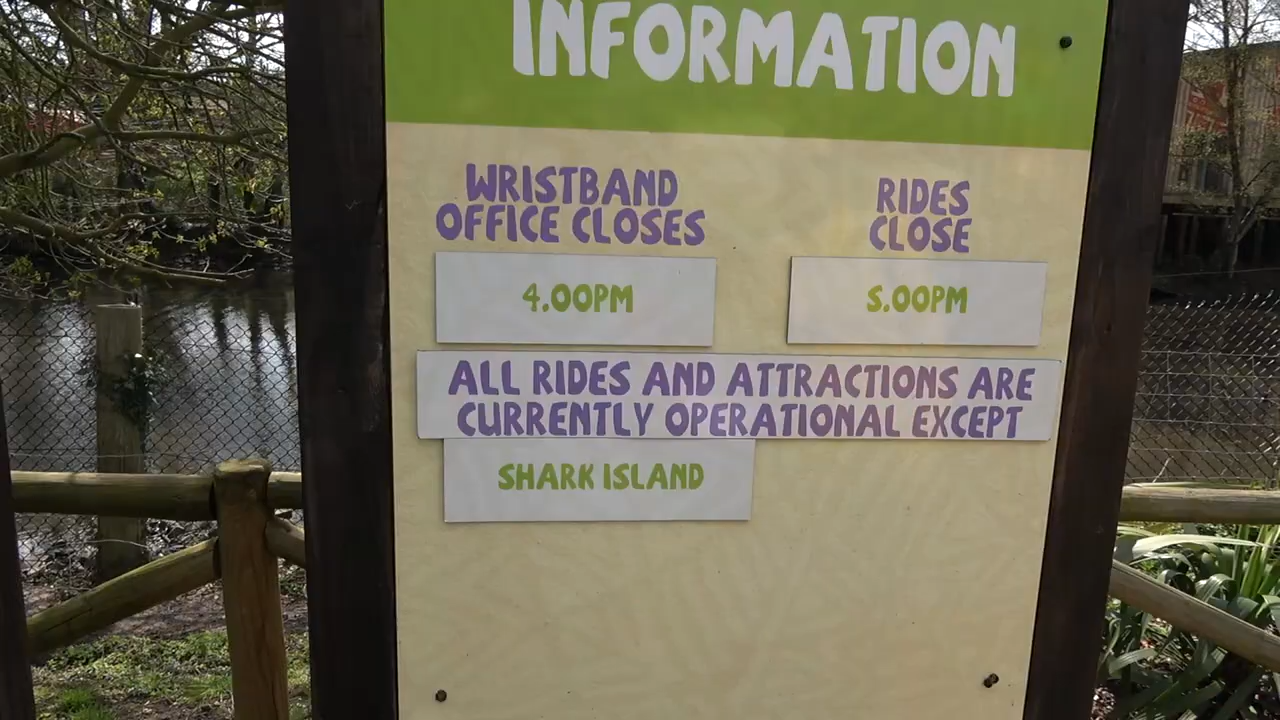 INFORMATION
WRISTBAND
OFFICE CLOSES
4.00PM
RIDES
CLOSE
5.00PM
ALL RIDES AND ATTRACTIONS ARE
CURRENTLY OPERATIONAL EXCEPT
SHARK ISLAND